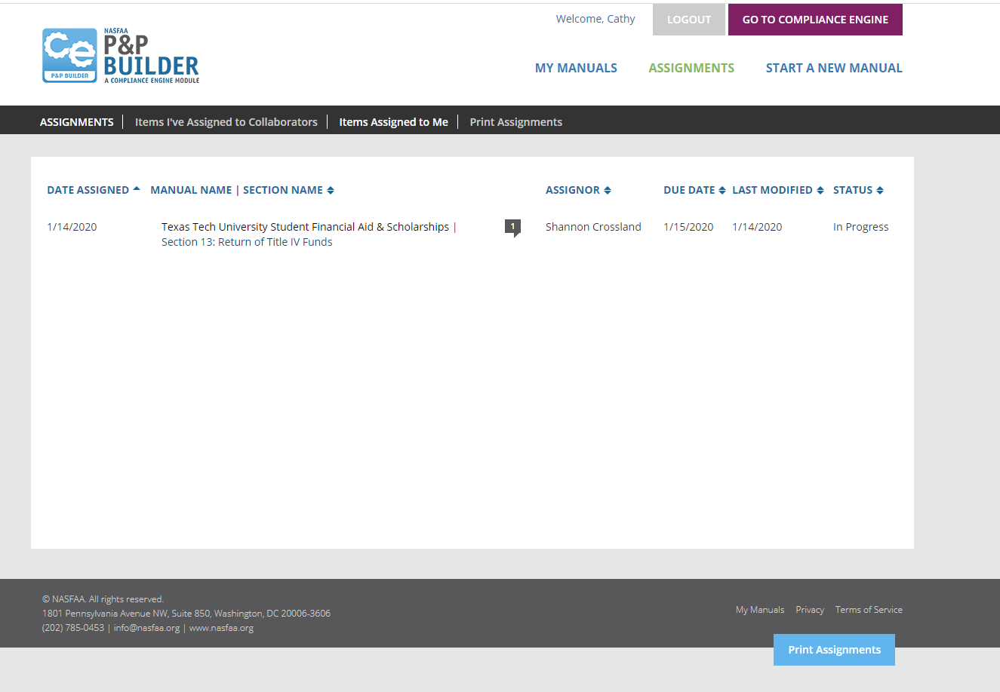 Welcome, Cathy
LOGOUT
GO TO COMPLIANCE ENGINE
Ce
P&P BUILDER
NASFAA
P&P
BUILDER
A COMPLIANCE ENGINE MODULE
MY MANUALS
ASSIGNMENTS
START A NEW MANUAL
ASSIGNMENTS | Items I've Assigned to Collaborators | Items Assigned to Me | Print Assignments
DATE ASSIGNED MANUAL NAME | SECTION NAME ASSIGNOR DUE DATE LAST MODIFIED STATUS
1/14/2020 Texas Tech University Student Financial Aid & Scholarships | 1 Shannon Crossland 1/15/2020 1/14/2020 In Progress
Section 13: Return of Title IV Funds
© NASFAA. All rights reserved.
1801 Pennsylvania Avenue NW, Suite 850, Washington, DC 20006-3606
(202) 785-0453 | info@nasfaa.org | www.nasfaa.org
My Manuals Privacy Terms of Service
Print Assignments